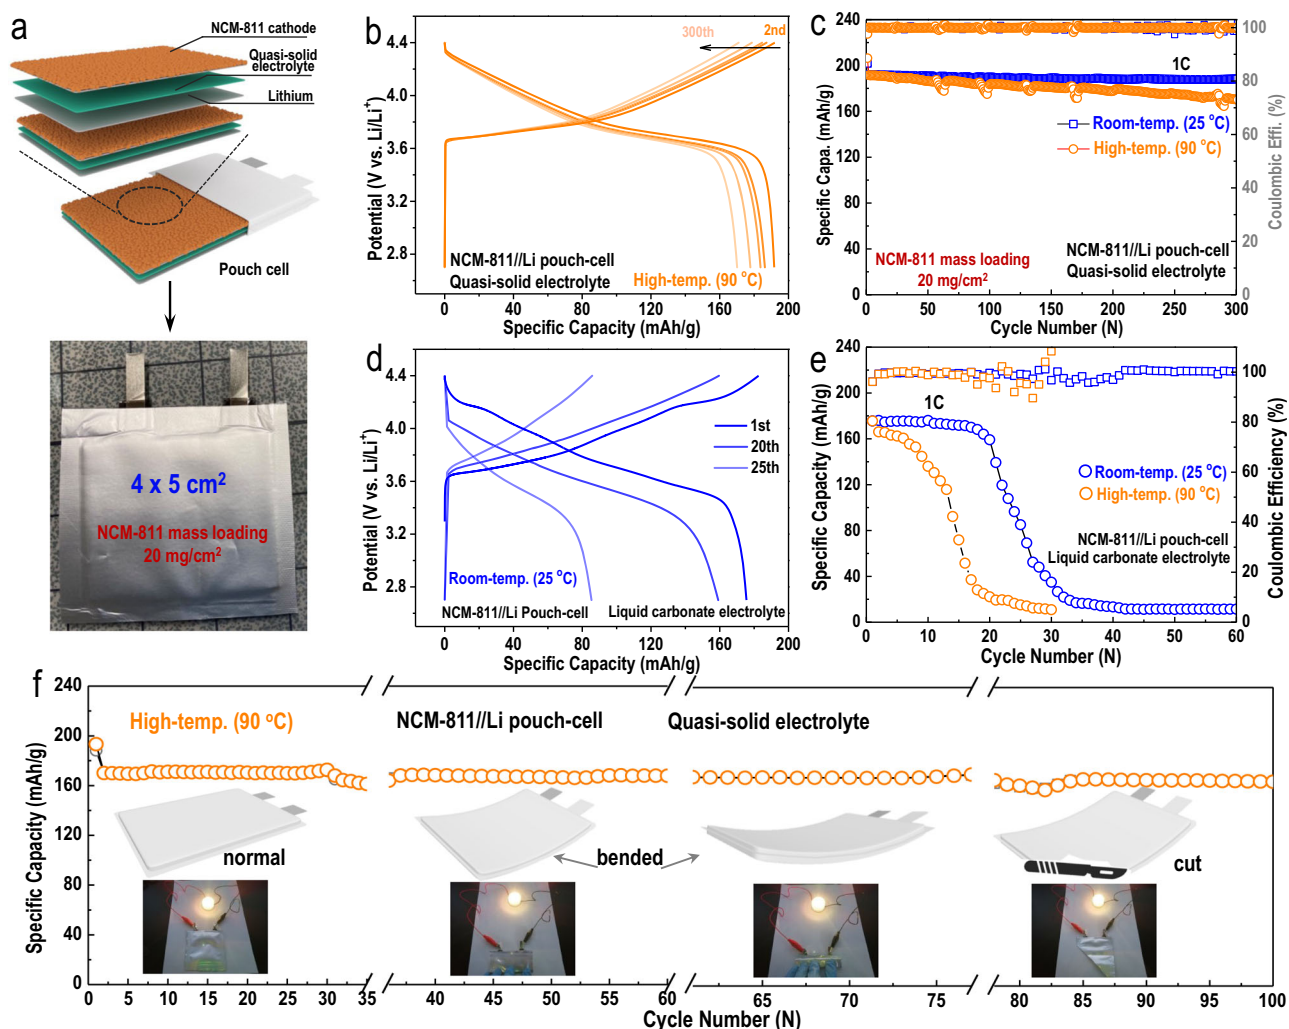 a
NCM-811 cathode
Quasi-solid
electrolyte
Lithium
Pouch cell
4 x 5 cm²
NCM-811 mass loading
20 mg/cm²
b
4.4
4.0
3.6
3.2
2.8
Potential (V vs. Li/Li⁺)
300th
2nd
NCM-811//Li pouch-cell
Quasi-solid electrolyte
High-temp. (90 °C)
0 32 64 96 128 160 192
Specific Capacity (mAh/g)
c
240
200
160
120
80
40
0
Specific Capa. (mAh/g)
1C
Room-temp. (25 °C)
High-temp. (90 °C)
NCM-811 mass loading
20 mg/cm²
NCM-811//Li pouch-cell
Quasi-solid electrolyte
100
80
60
40
20
0
Coulombic Effi. (%)
0 50 100 150 200 250 300
Cycle Number (N)
d
4.4
4.0
3.6
3.2
2.8
Potential (V vs. Li/Li⁺)
1st
20th
25th
Room-temp. (25 °C)
NCM-811//Li Pouch-cell
Liquid carbonate electrolyte
0 40 80 120 160 200
Specific Capacity (mAh/g)
e
240
200
160
120
80
40
0
Specific Capacity (mAh/g)
1C
Room-temp. (25 °C)
High-temp. (90 °C)
NCM-811//Li pouch-cell
Liquid carbonate electrolyte
100
80
60
40
20
0
Coulombic Efficiency (%)
0 10 20 30 40 50 60
Cycle Number (N)
f
240
200
160
120
80
40
0
Specific Capacity (mAh/g)
High-temp. (90 °C)
NCM-811//Li pouch-cell
Quasi-solid electrolyte
normal
bended
cut
0 5 10 15 20 25 30 35 40 45 50 55 60 65 70 75 80 85 90 95 100
Cycle Number (N)